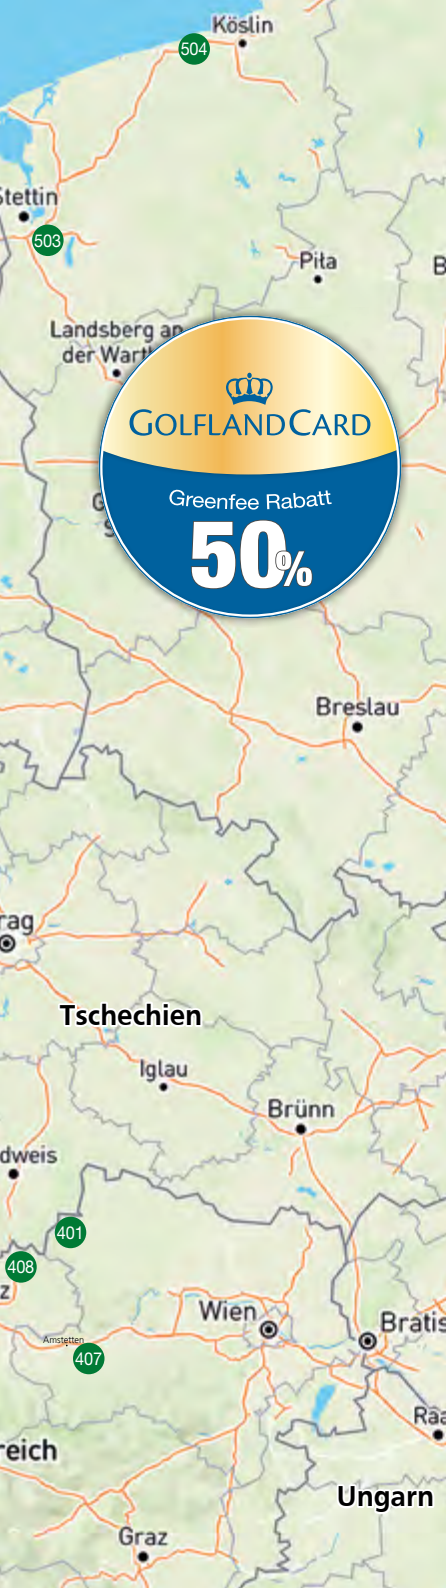 Köslin
504
Stettin
503
Piła
B
Landsberg an
der Warth
GOLFLANDCARD
Greenfee Rabatt
50%
Breslau
rag
Tschechien
Iglau
Brünn
dweis
401
408
z
Wien
Bratis
Amstetten
407
Raa
reich
Ungarn
Graz